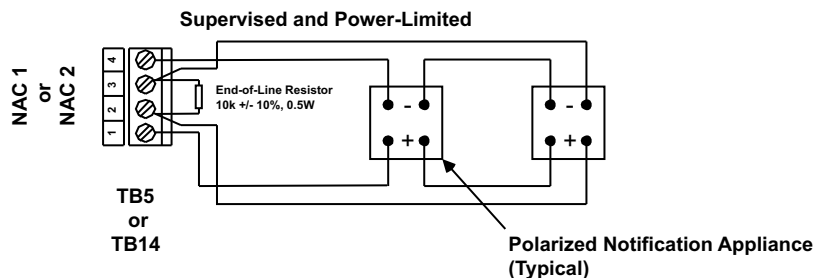 Supervised and Power-Limited
NAC 1
or
NAC 2
4
3
2
1
End-of-Line Resistor
10k +/- 10%, 0.5W
- -
+ +
TB5
or
TB14
Polarized Notification Appliance
(Typical)